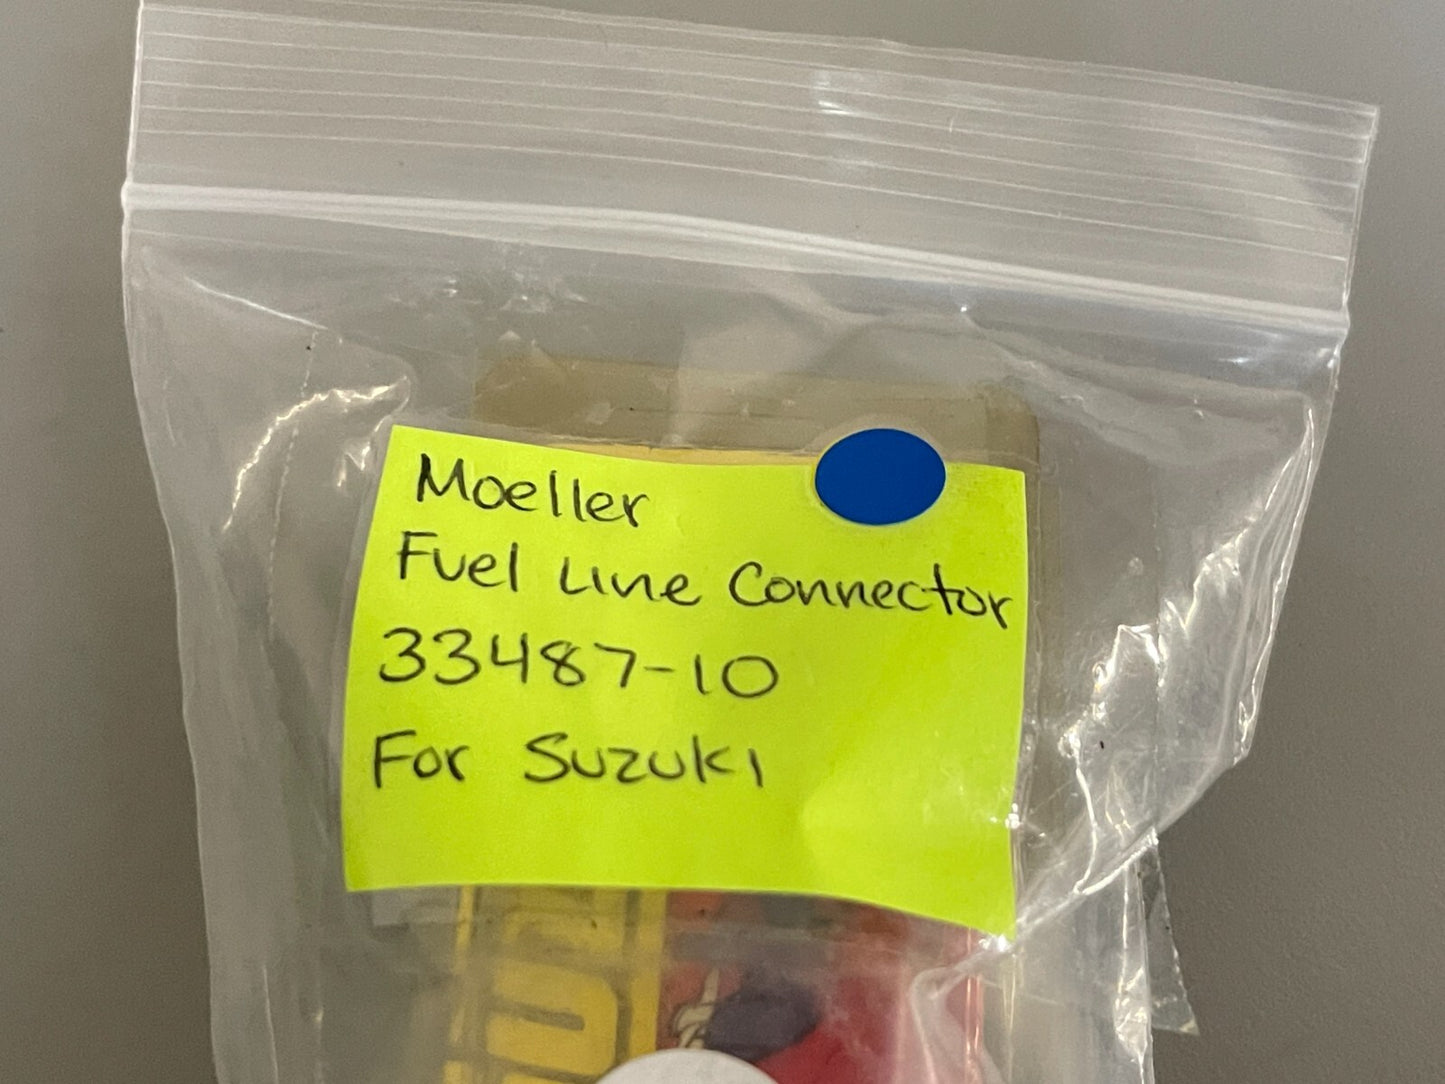 Moeller
Fuel Line Connector
33487-10
For Suzuki